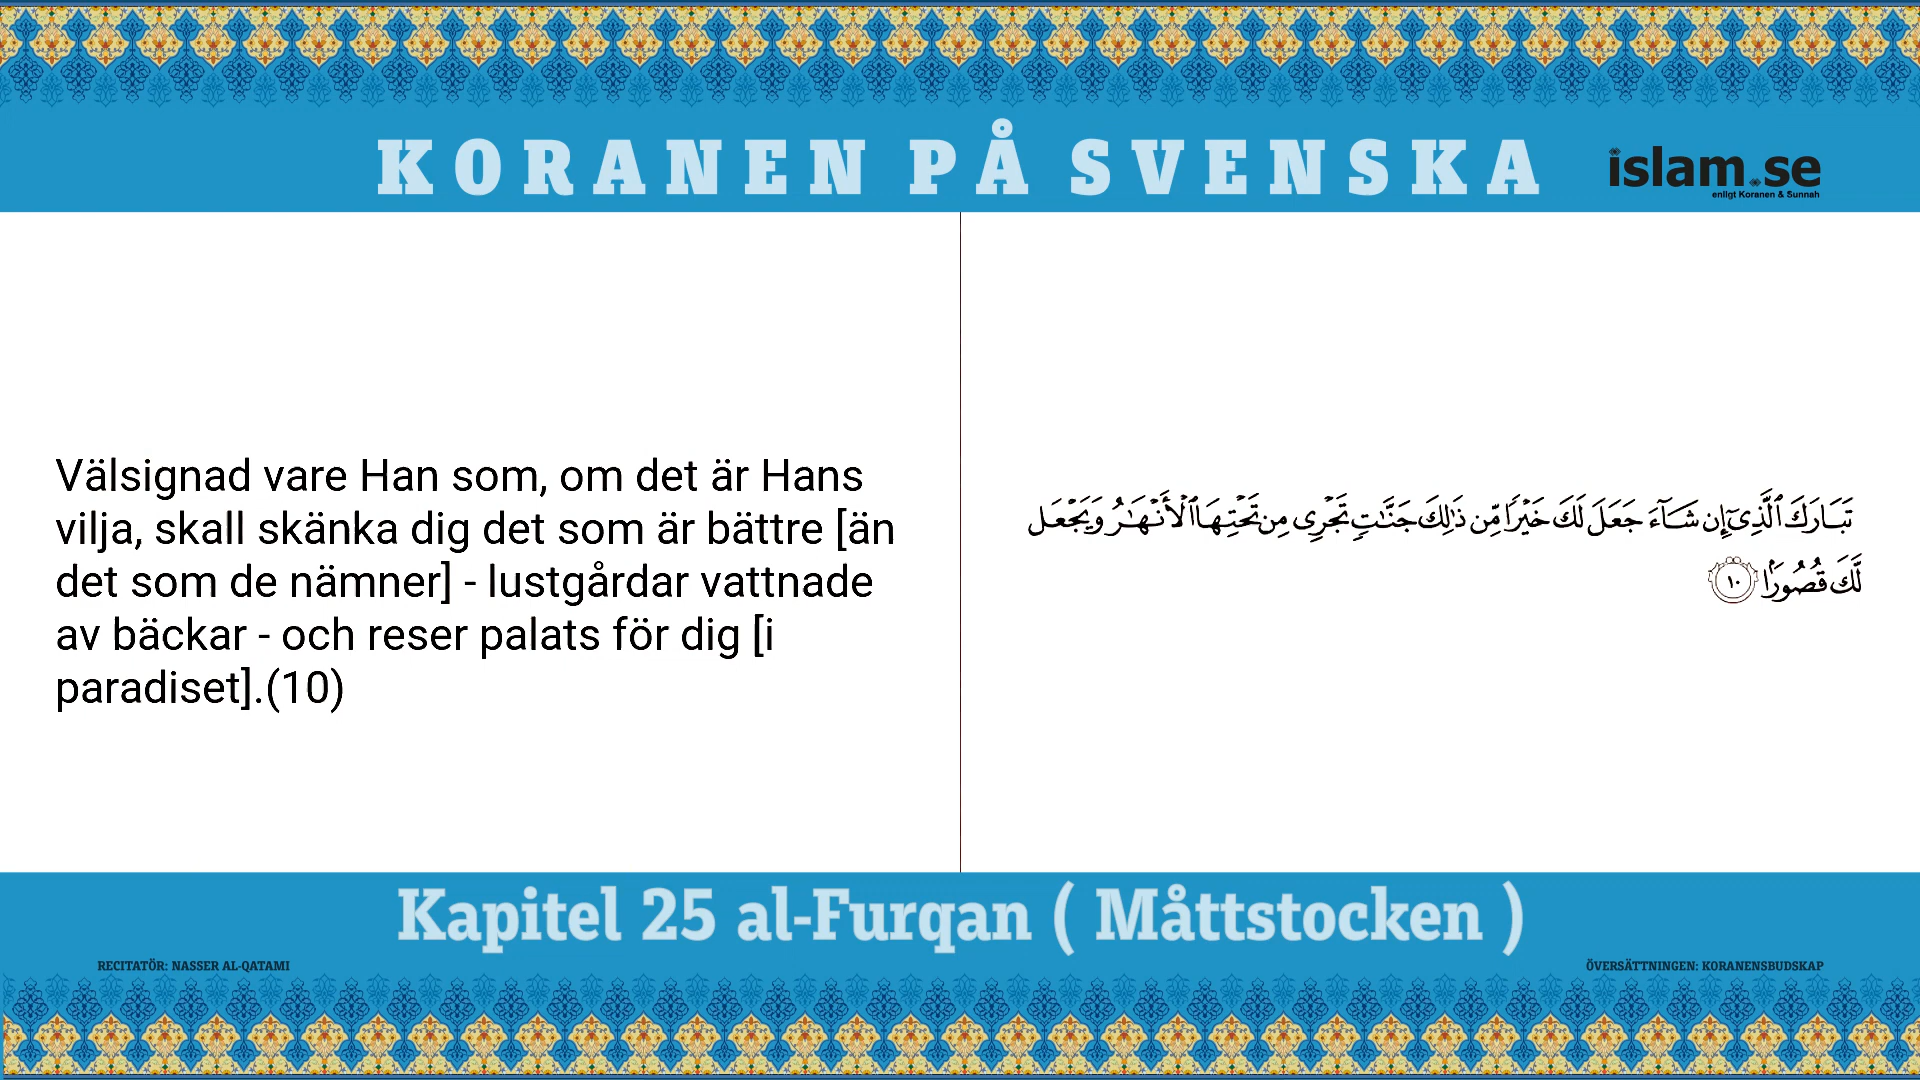 KORANEN PÅ SVENSKA
islam.se
enligt Koranen & Sunnah
Välsignad vare Han som, om det är Hans
vilja, skall skänka dig det som är bättre [än
det som de nämner] - lustgårdar vattnade
av bäckar - och reser palats för dig [i
paradiset].(10)
تَبَارَكَ ٱلَّذِىٓ إِن شَآءَ جَعَلَ لَكَ خَيْرًا مِّن ذَٰلِكَ جَنَّـٰتٍ تَجْرِى مِن تَحْتِهَا ٱلْأَنْهَـٰرُ وَيَجْعَل
لَّكَ قُصُورًۢا ١٠
Kapitel 25 al-Furqan ( Måttstocken )
RECITATÖR: NASSER AL-QATAMI
ÖVERSÄTTNINGEN: KORANENSBUDSKAP